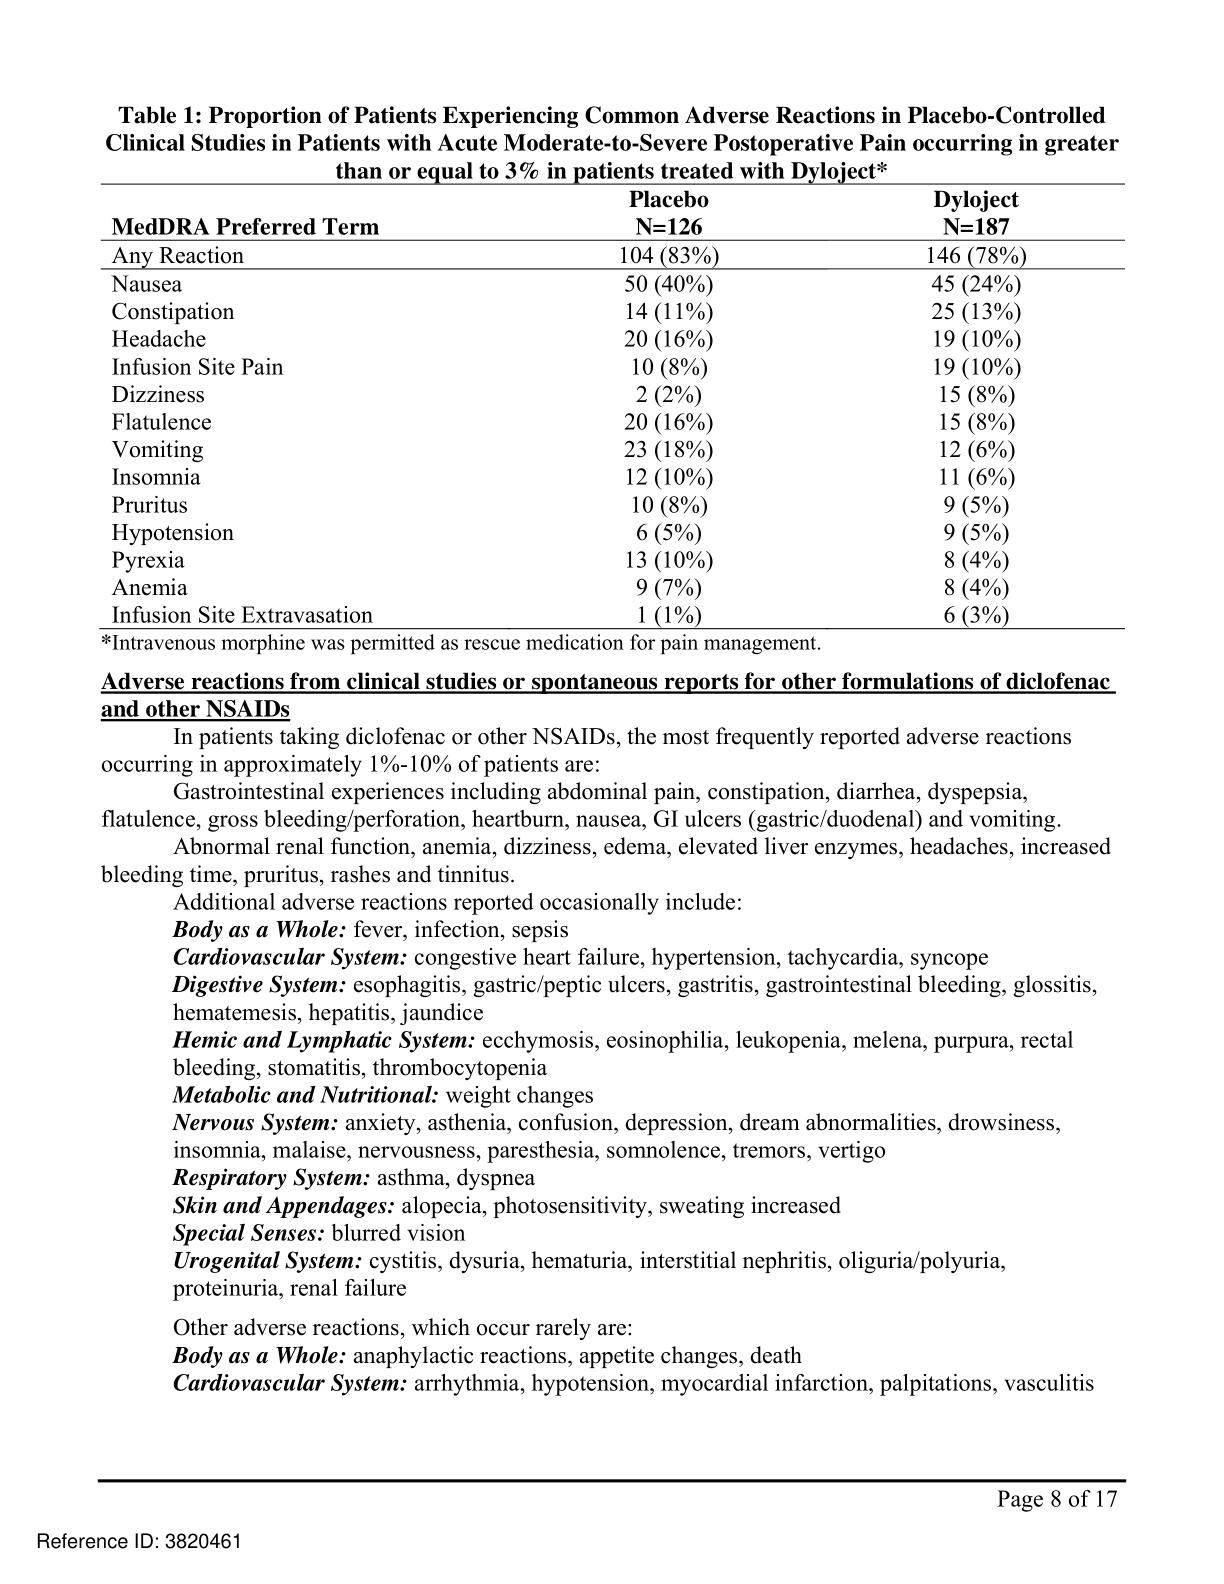 Table 1: Proportion of Patients Experiencing Common Adverse Reactions in Placebo-Controlled
Clinical Studies in Patients with Acute Moderate-to-Severe Postoperative Pain occurring in greater
than or equal to 3% in patients treated with Dyloject*
Placebo Dyloject
MedDRA Preferred Term N=126 N=187
Any Reaction 104 (83%) 146 (78%)
Nausea 50 (40%) 45 (24%)
Constipation 14 (11%) 25 (13%)
Headache 20 (16%) 19 (10%)
Infusion Site Pain 10 (8%) 19 (10%)
Dizziness 2 (2%) 15 (8%)
Flatulence 20 (16%) 15 (8%)
Vomiting 23 (18%) 12 (6%)
Insomnia 12 (10%) 11 (6%)
Pruritus 10 (8%) 9 (5%)
Hypotension 6 (5%) 9 (5%)
Pyrexia 13 (10%) 8 (4%)
Anemia 9 (7%) 8 (4%)
Infusion Site Extravasation 1 (1%) 6 (3%)
*Intravenous morphine was permitted as rescue medication for pain management.
Adverse reactions from clinical studies or spontaneous reports for other formulations of diclofenac
and other NSAIDs
In patients taking diclofenac or other NSAIDs, the most frequently reported adverse reactions
occurring in approximately 1%-10% of patients are:
Gastrointestinal experiences including abdominal pain, constipation, diarrhea, dyspepsia,
flatulence, gross bleeding/perforation, heartburn, nausea, GI ulcers (gastric/duodenal) and vomiting.
Abnormal renal function, anemia, dizziness, edema, elevated liver enzymes, headaches, increased
bleeding time, pruritus, rashes and tinnitus.
Additional adverse reactions reported occasionally include:
Body as a Whole: fever, infection, sepsis
Cardiovascular System: congestive heart failure, hypertension, tachycardia, syncope
Digestive System: esophagitis, gastric/peptic ulcers, gastritis, gastrointestinal bleeding, glossitis,
hematemesis, hepatitis, jaundice
Hemic and Lymphatic System: ecchymosis, eosinophilia, leukopenia, melena, purpura, rectal
bleeding, stomatitis, thrombocytopenia
Metabolic and Nutritional: weight changes
Nervous System: anxiety, asthenia, confusion, depression, dream abnormalities, drowsiness,
insomnia, malaise, nervousness, paresthesia, somnolence, tremors, vertigo
Respiratory System: asthma, dyspnea
Skin and Appendages: alopecia, photosensitivity, sweating increased
Special Senses: blurred vision
Urogenital System: cystitis, dysuria, hematuria, interstitial nephritis, oliguria/polyuria,
proteinuria, renal failure
Other adverse reactions, which occur rarely are:
Body as a Whole: anaphylactic reactions, appetite changes, death
Cardiovascular System: arrhythmia, hypotension, myocardial infarction, palpitations, vasculitis
Page 8 of 17
Reference ID: 3820461